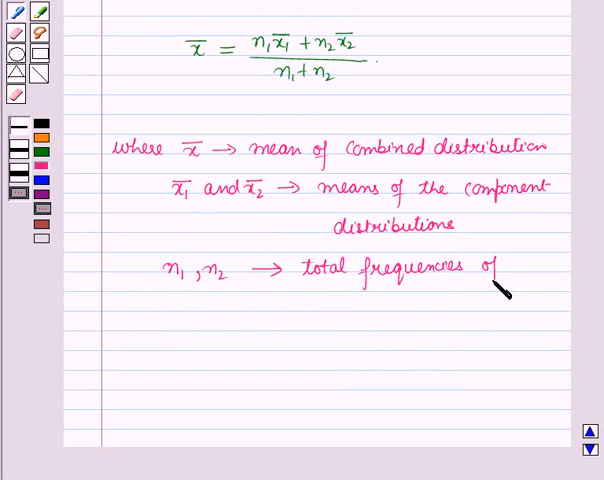 x̄ = (n₁x̄₁ + n₂x̄₂) / (n₁ + n₂).
where x̄ → mean of combined distribution
x̄₁ and x̄₂ → means of the component
distributions
n₁, n₂ → total frequencies of